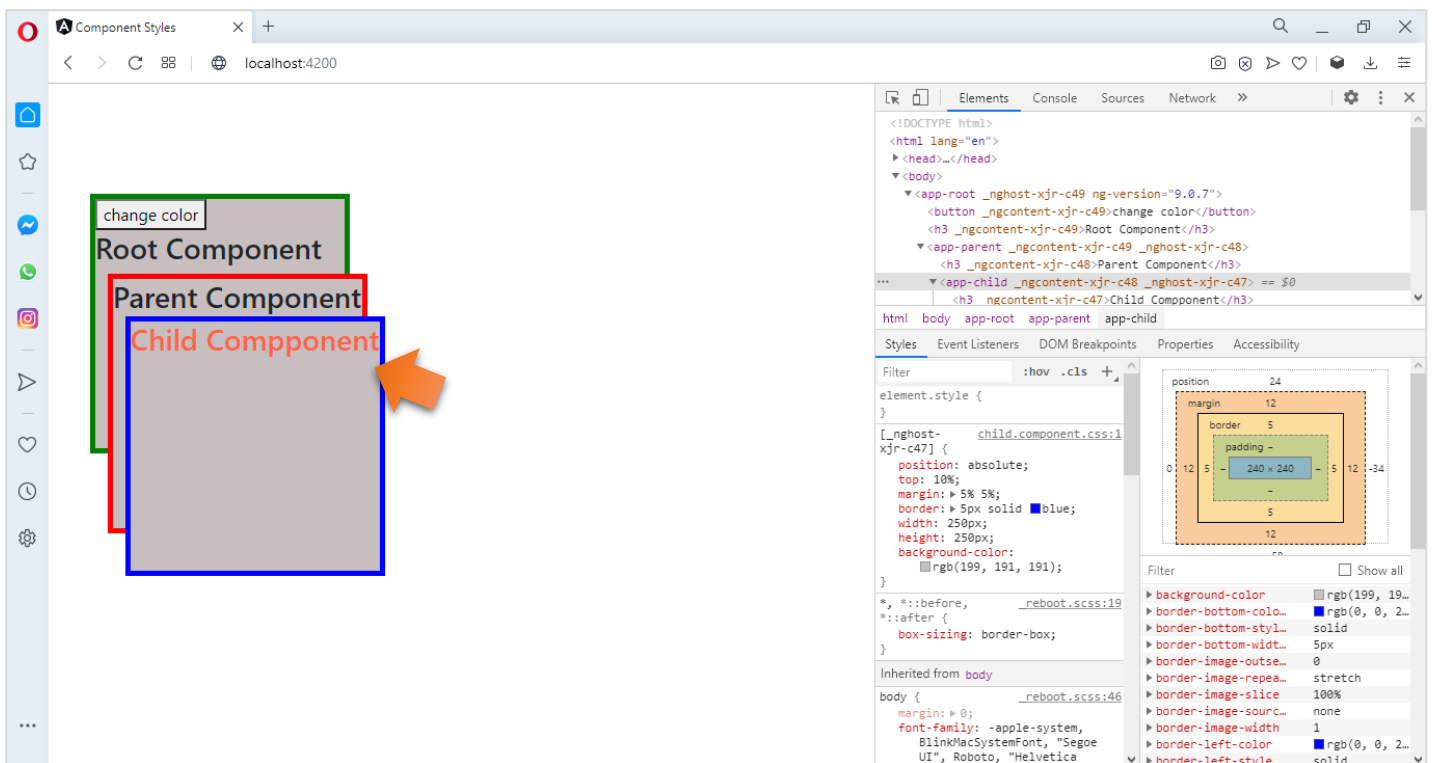 Component Styles
localhost:4200
change color
Root Component
Parent Component
Child Compponent
Elements Console Sources Network »
<!DOCTYPE html>
<html lang="en">
▶<head>…</head>
▼<body>
▼<app-root _nghost-xjr-c49 ng-version="9.0.7">
<button _ngcontent-xjr-c49>change color</button>
<h3 _ngcontent-xjr-c49>Root Component</h3>
▼<app-parent _ngcontent-xjr-c49 _nghost-xjr-c48>
<h3 _ngcontent-xjr-c48>Parent Component</h3>
… ▼<app-child _ngcontent-xjr-c48 _nghost-xjr-c47> == $0
<h3 _ngcontent-xjr-c47>Child Compponent</h3>
html body app-root app-parent app-child
Styles Event Listeners DOM Breakpoints Properties Accessibility
Filter :hov .cls +
element.style {
}
[_nghost- child.component.css:1
xjr-c47] {
position: absolute;
top: 10%;
margin: ▶ 5% 5%;
border: ▶ 5px solid blue;
width: 250px;
height: 250px;
background-color:
rgb(199, 191, 191);
}
*, *::before, _reboot.scss:19
*::after {
box-sizing: border-box;
}
Inherited from body
body { _reboot.scss:46
margin: ▶ 0;
font-family: -apple-system,
BlinkMacSystemFont, "Segoe
UI", Roboto, "Helvetica
position 24
margin 12
border 5
padding –
0 12 5 – 240 × 240 – 5 12 -34
–
5
12
Filter Show all
▶ background-color rgb(199, 19…
▶ border-bottom-colo… rgb(0, 0, 2…
▶ border-bottom-styl… solid
▶ border-bottom-widt… 5px
▶ border-image-outse… 0
▶ border-image-repea… stretch
▶ border-image-slice 100%
▶ border-image-sourc… none
▶ border-image-width 1
▶ border-left-color rgb(0, 0, 2…
▶ border-left-style solid